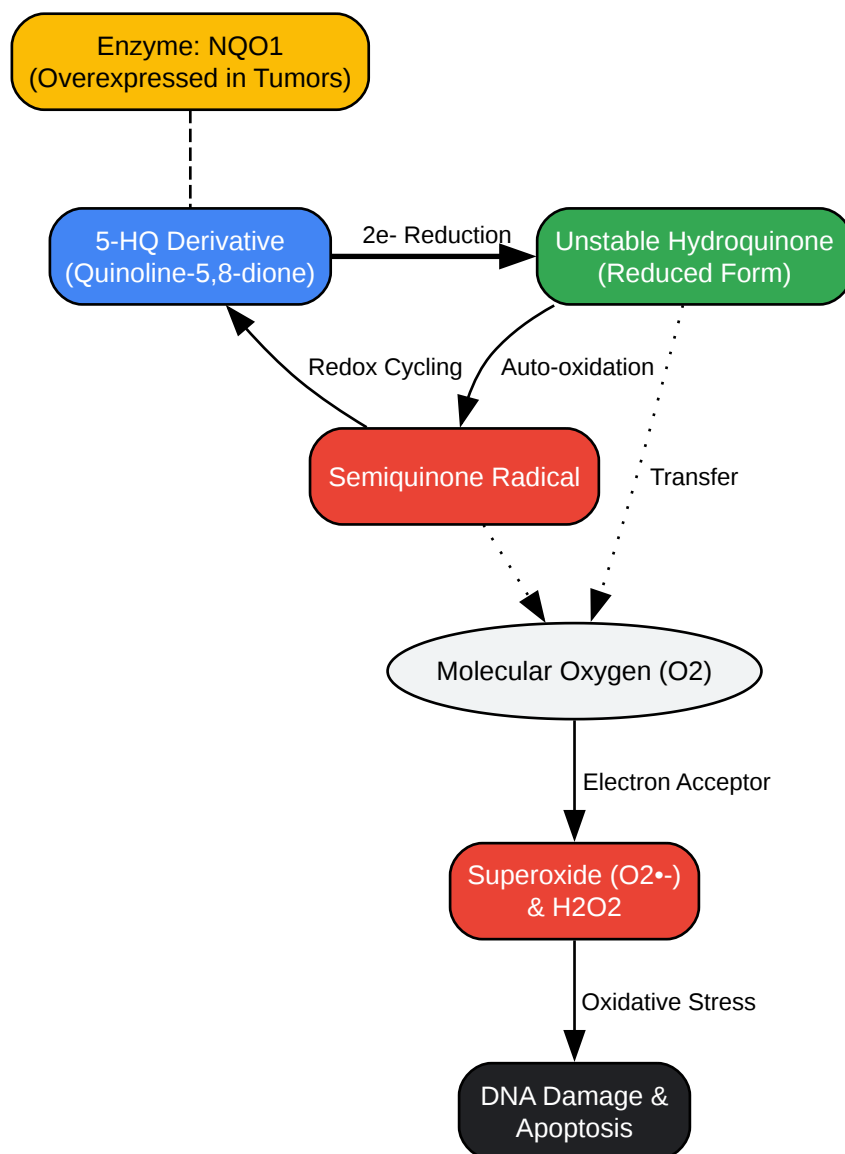 Enzyme: NQO1
(Overexpressed in Tumors)
5-HQ Derivative
(Quinoline-5,8-dione)
2e- Reduction
Unstable Hydroquinone
(Reduced Form)
Redox Cycling
Auto-oxidation
Semiquinone Radical
Transfer
Molecular Oxygen (O2)
Electron Acceptor
Superoxide (O2•-)
& H2O2
Oxidative Stress
DNA Damage &
Apoptosis